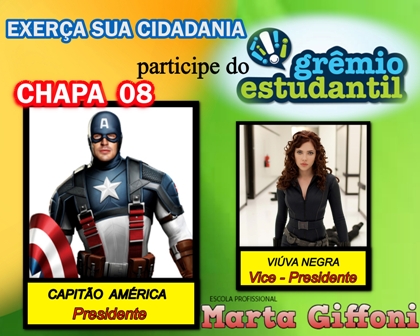 EXERÇA SUA CIDADANIA
participe do
grêmio
estudantil
CHAPA 08
A
CAPITÃO AMÉRICA
Presidente
VIÚVA NEGRA
Vice - Presidente
ESCOLA PROFISSIONAL
Marta Giffoni